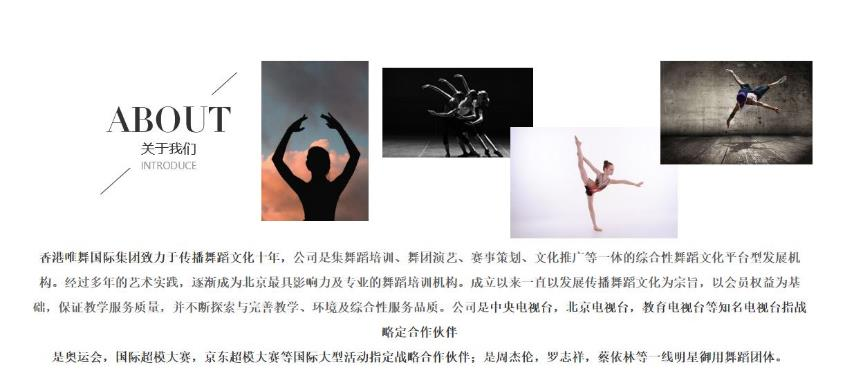 ABOUT
关于我们
INTRODUCE
香港唯舞国际集团致力于传播舞蹈文化十年，公司是集舞蹈培训、舞团演艺、赛事策划、文化推广等一体的综合性舞蹈文化平台型发展机
构。经过多年的艺术实践，逐渐成为北京最具影响力及专业的舞蹈培训机构。成立以来一直以发展传播舞蹈文化为宗旨，以会员权益为基
础，保证教学服务质量，并不断探索与完善教学、环境及综合性服务品质。公司是中央电视台，北京电视台，教育电视台等知名电视台指战
略定合作伙伴
是奥运会，国际超模大赛，京东超模大赛等国际大型活动指定战略合作伙伴；是周杰伦，罗志祥，蔡依林等一线明星御用舞蹈团体。